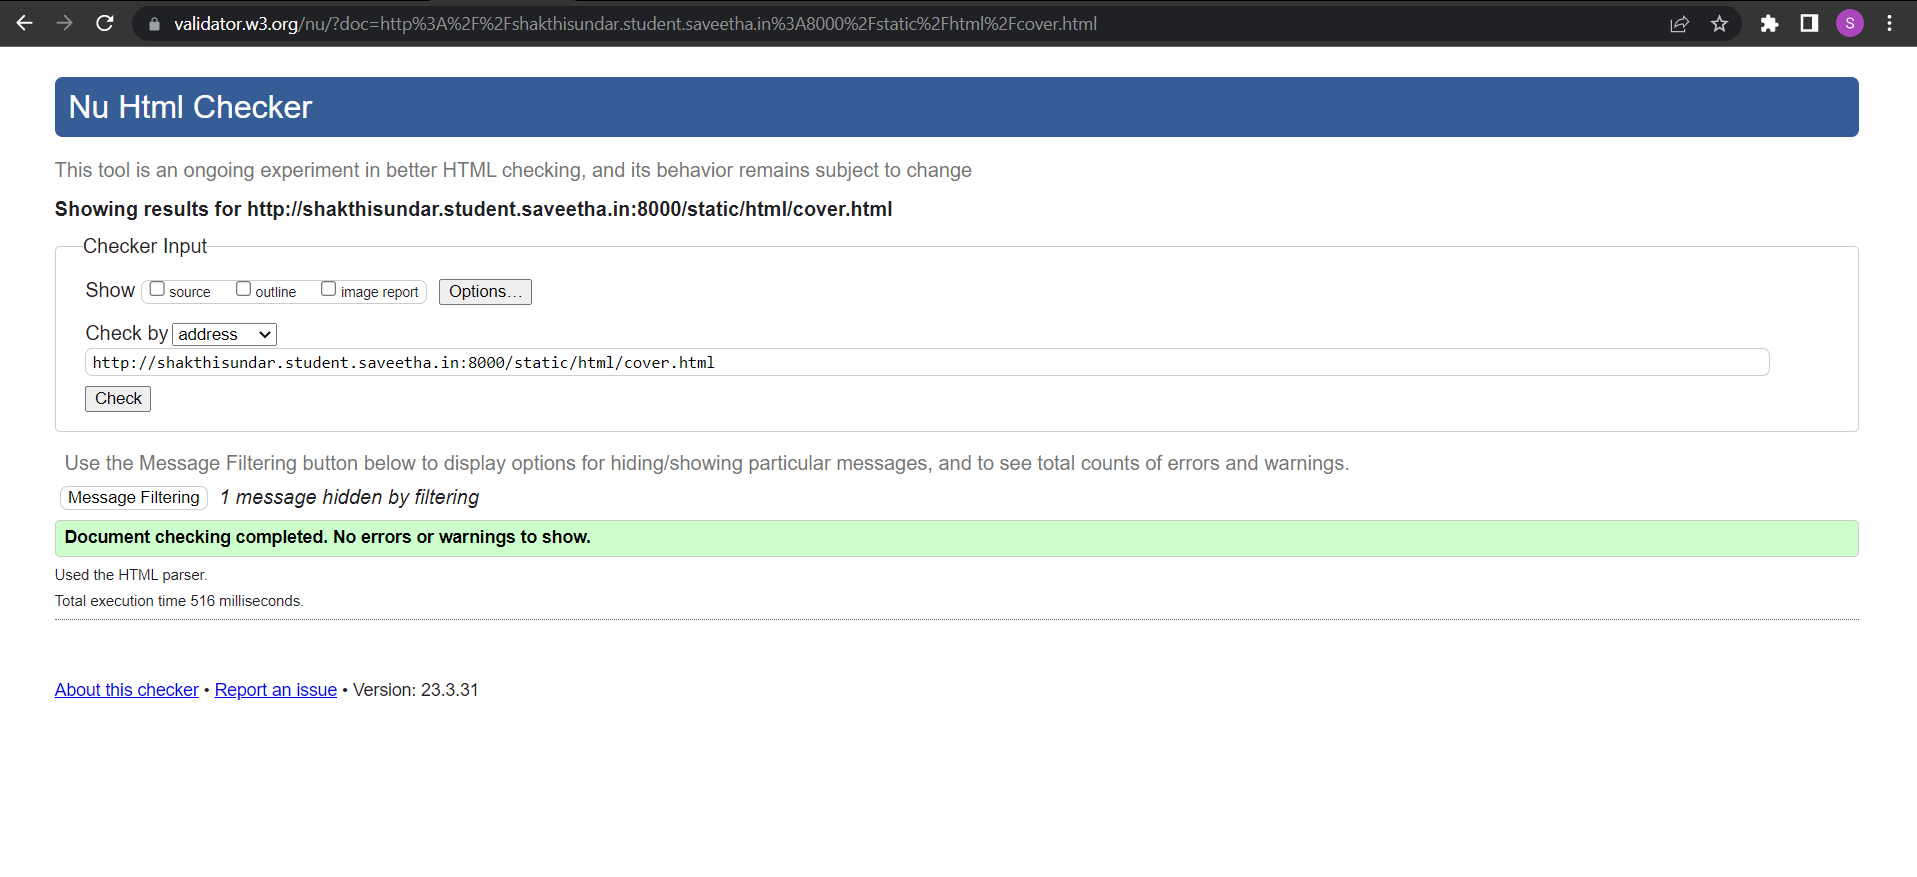 validator.w3.org/nu/?doc=http%3A%2F%2Fshakthisundar.student.saveetha.in%3A8000%2Fstatic%2Fhtml%2Fcover.html
S
Nu Html Checker
This tool is an ongoing experiment in better HTML checking, and its behavior remains subject to change
Showing results for http://shakthisundar.student.saveetha.in:8000/static/html/cover.html
Checker Input
Show source outline image report Options…
Check by address
http://shakthisundar.student.saveetha.in:8000/static/html/cover.html
Check
Use the Message Filtering button below to display options for hiding/showing particular messages, and to see total counts of errors and warnings.
Message Filtering 1 message hidden by filtering
Document checking completed. No errors or warnings to show.
Used the HTML parser.
Total execution time 516 milliseconds.
About this checker • Report an issue • Version: 23.3.31